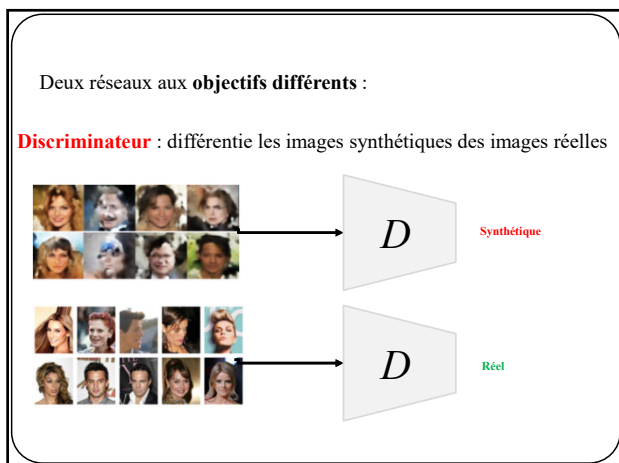 Deux réseaux aux objectifs différents :
Discriminateur : différentie les images synthétiques des images réelles
D
Synthétique
D
Réel